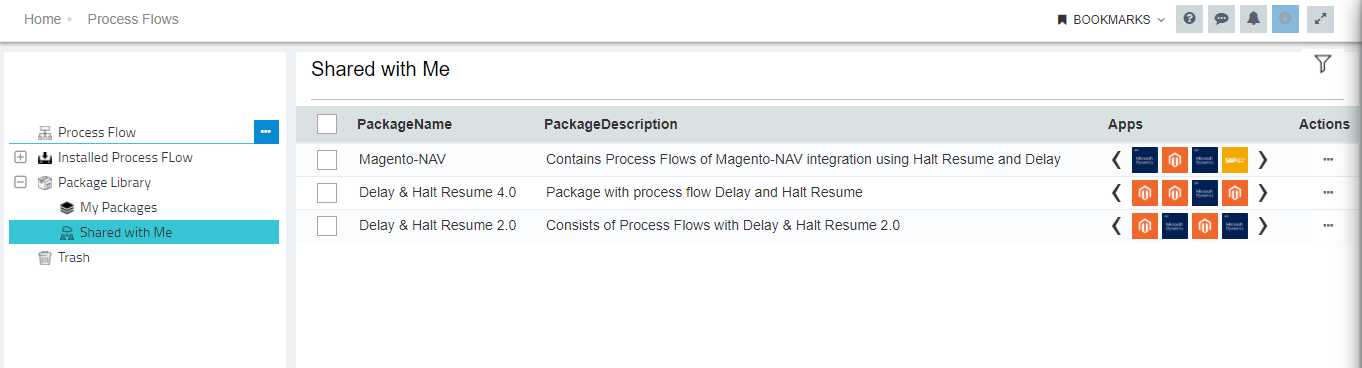 Home Process Flows BOOKMARKS
Shared with Me
Process Flow
Installed Process FLow
Package Library
My Packages
Shared with Me
Trash
PackageName PackageDescription Apps Actions
Magento-NAV Contains Process Flows of Magento-NAV integration using Halt Resume and Delay
Delay & Halt Resume 4.0 Package with process flow Delay and Halt Resume
Delay & Halt Resume 2.0 Consists of Process Flows with Delay & Halt Resume 2.0